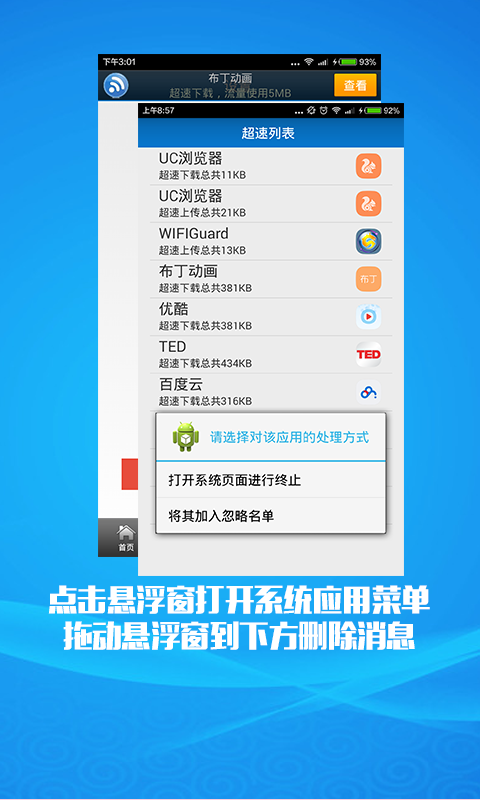 下午3:01
... 93%
布丁动画
超速下载，流量使用5MB
查看
上午8:57
... 92%
超速列表
UC浏览器
超速下载总共11KB
UC浏览器
超速上传总共21KB
WIFIGuard
超速上传总共13KB
布丁动画
超速下载总共381KB
布丁
优酷
超速下载总共381KB
TED
超速下载总共434KB
TED
百度云
超速下载总共316KB
请选择对该应用的处理方式
打开系统页面进行终止
将其加入忽略名单
首页
点击悬浮窗打开系统应用菜单
拖动悬浮窗到下方删除消息